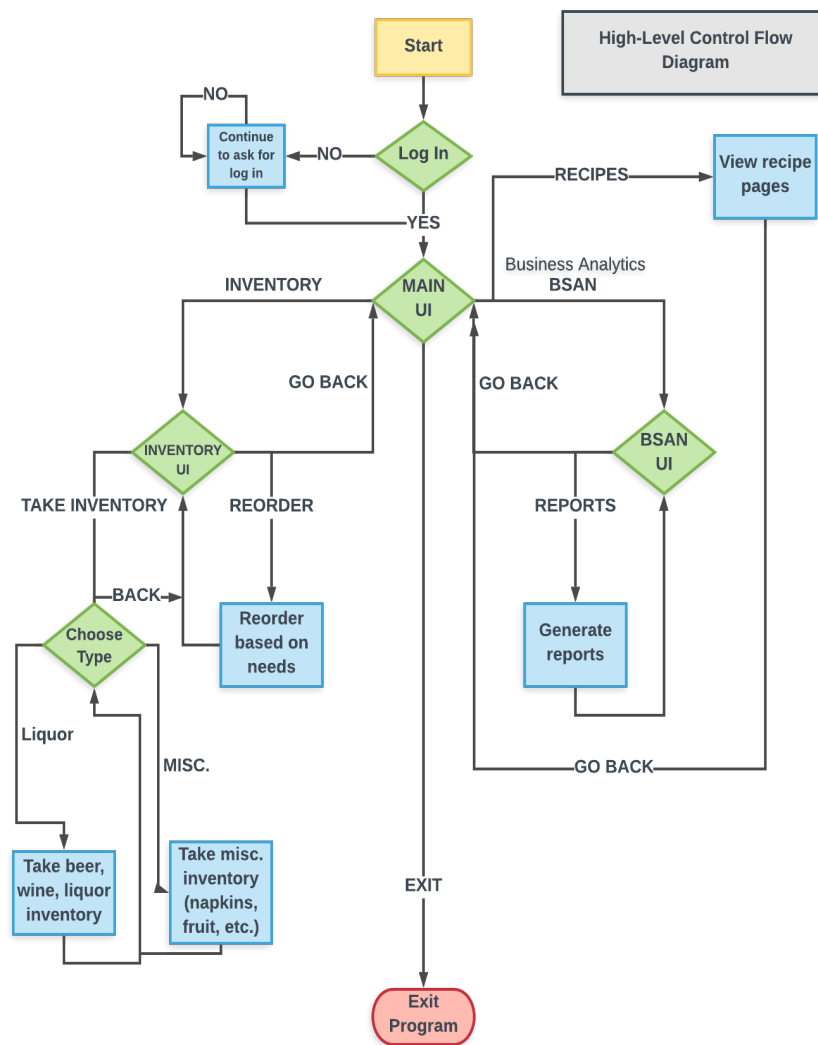 Start
High-Level Control Flow
Diagram
NO
Continue
to ask for
log in
NO
Log In
View recipe
pages
RECIPES
YES
Business Analytics
BSAN
INVENTORY
MAIN
UI
GO BACK
GO BACK
INVENTORY
UI
BSAN
UI
TAKE INVENTORY
REORDER
REPORTS
BACK
Choose
Type
Reorder
based on
needs
Generate
reports
Liquor
MISC.
GO BACK
Take beer,
wine, liquor
inventory
Take misc.
inventory
(napkins,
fruit, etc.)
EXIT
Exit
Program